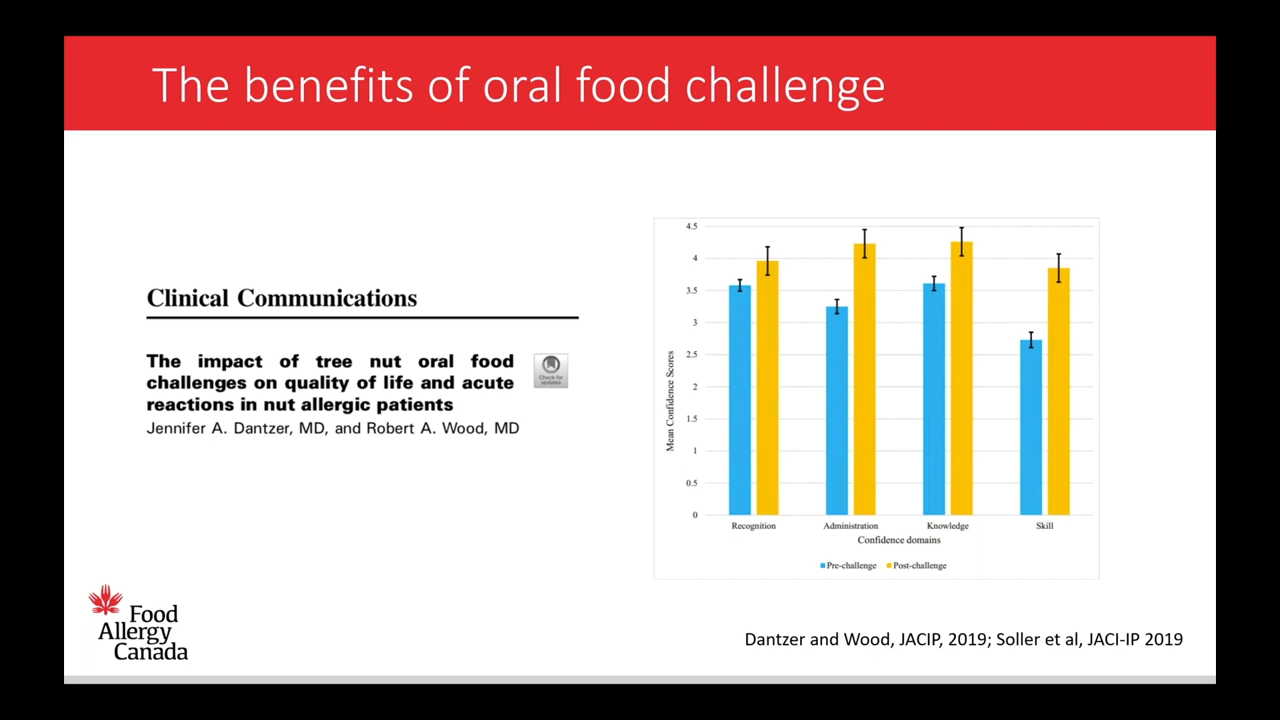 The benefits of oral food challenge
Clinical Communications
The impact of tree nut oral food
challenges on quality of life and acute
reactions in nut allergic patients
Jennifer A. Dantzer, MD, and Robert A. Wood, MD
Check for
updates
4.5
4
3.5
3
2.5
2
1.5
1
0.5
0
Mean Confidence Scores
Recognition Administration Knowledge Skill
Confidence domains
Pre-challenge Post-challenge
Food
Allergy
Canada
Dantzer and Wood, JACIP, 2019; Soller et al, JACI-IP 2019